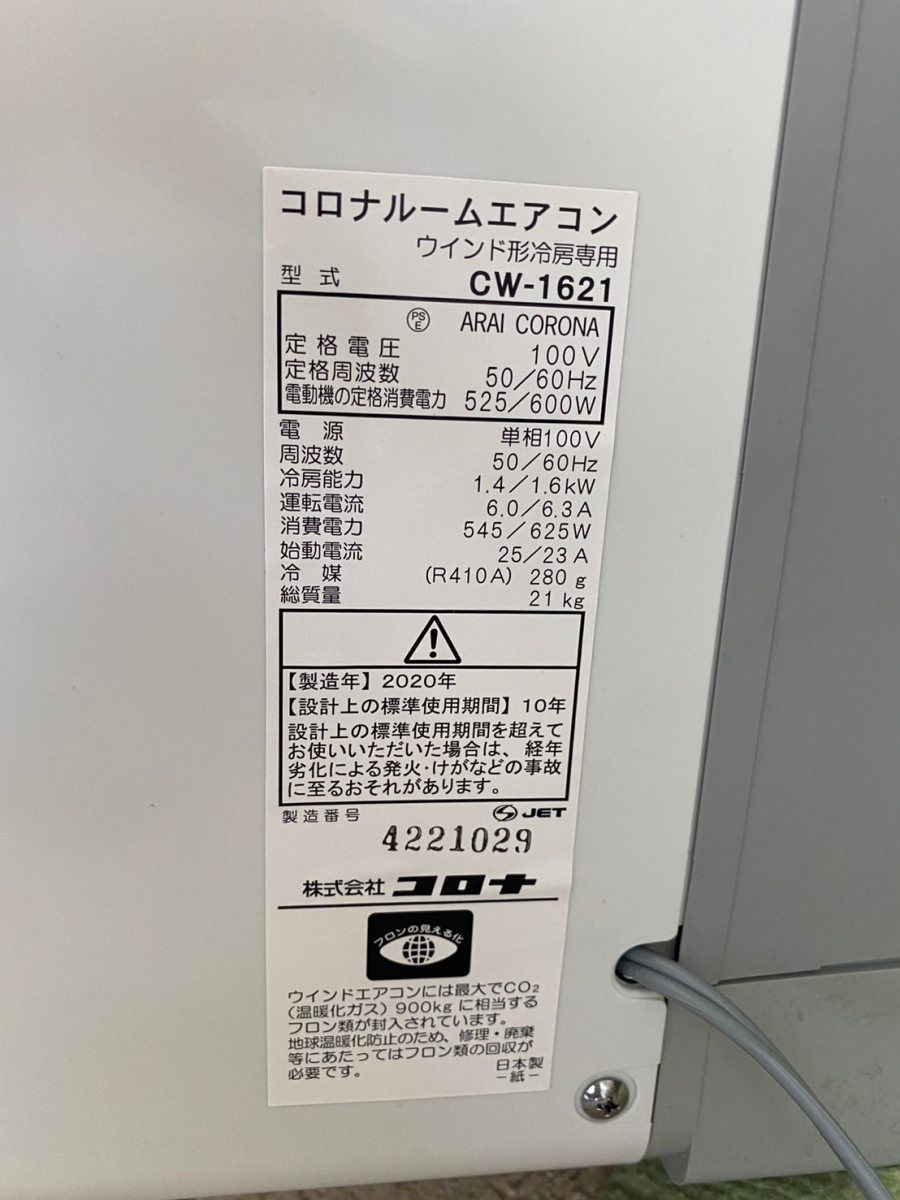 コロナルームエアコン
ウインド形冷房専用
型式 CW-1621
PSE ARAI CORONA
定格電圧 100V
定格周波数 50/60Hz
電動機の定格消費電力 525/600W
電源 単相100V
周波数 50/60Hz
冷房能力 1.4/1.6kW
運転電流 6.0/6.3A
消費電力 545/625W
始動電流 25/23A
冷媒 (R410A) 280g
総質量 21kg
【製造年】2020年
【設計上の標準使用期間】10年
設計上の標準使用期間を超えて
お使いいただいた場合は、経年
劣化による発火・けがなどの事故
に至るおそれがあります。
製造番号 JET
4221029
株式会社 コロナ
フロンの見える化
ウインドエアコンには最大でCO₂
(温暖化ガス) 900kgに相当する
フロン類が封入されています。
地球温暖化防止のため、修理・廃棄
等にあたってはフロン類の回収が
必要です。
日本製
-紙-